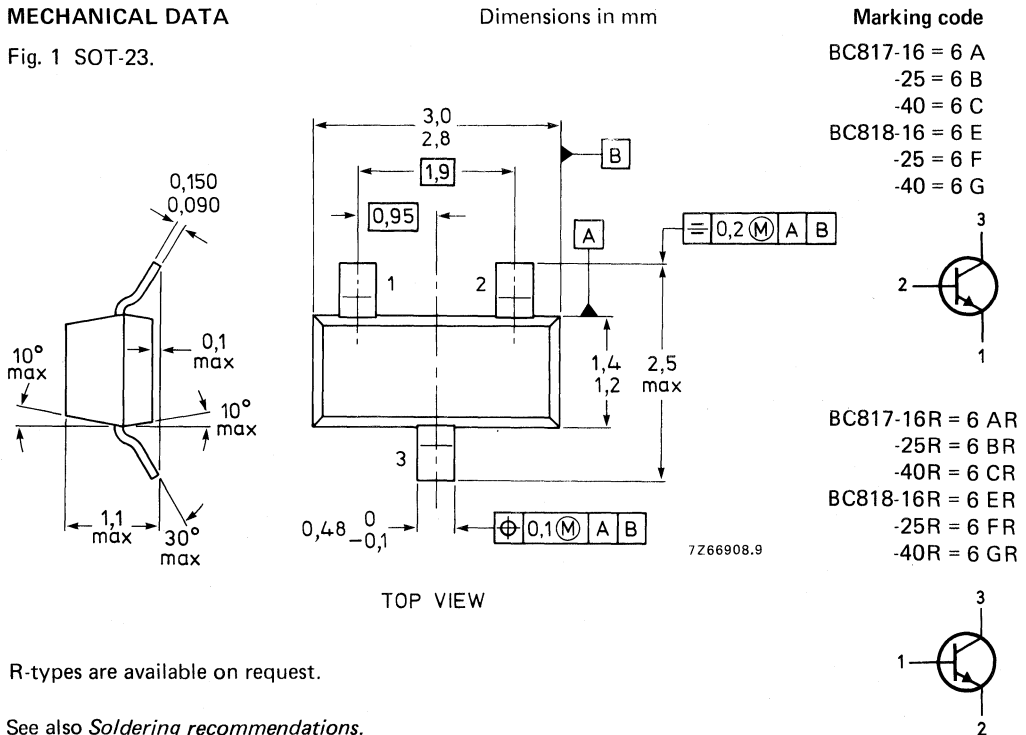 MECHANICAL DATA
Dimensions in mm
Marking code
Fig. 1 SOT-23.
BC817-16 = 6 A
-25 = 6 B
-40 = 6 C
BC818-16 = 6 E
-25 = 6 F
-40 = 6 G
3
2
1
3,0
2,8
B
1,9
0,95
A
0,2 Ⓜ A B
0,150
0,090
1
2
0,1
max
10°
max
10°
max
1,4
1,2
2,5
max
3
1,1
max
30°
max
0,48 0
−0,1
⌖ 0,1 Ⓜ A B
7Z66908.9
TOP VIEW
BC817-16R = 6 AR
-25R = 6 BR
-40R = 6 CR
BC818-16R = 6 ER
-25R = 6 FR
-40R = 6 GR
3
1
2
R-types are available on request.
See also Soldering recommendations.